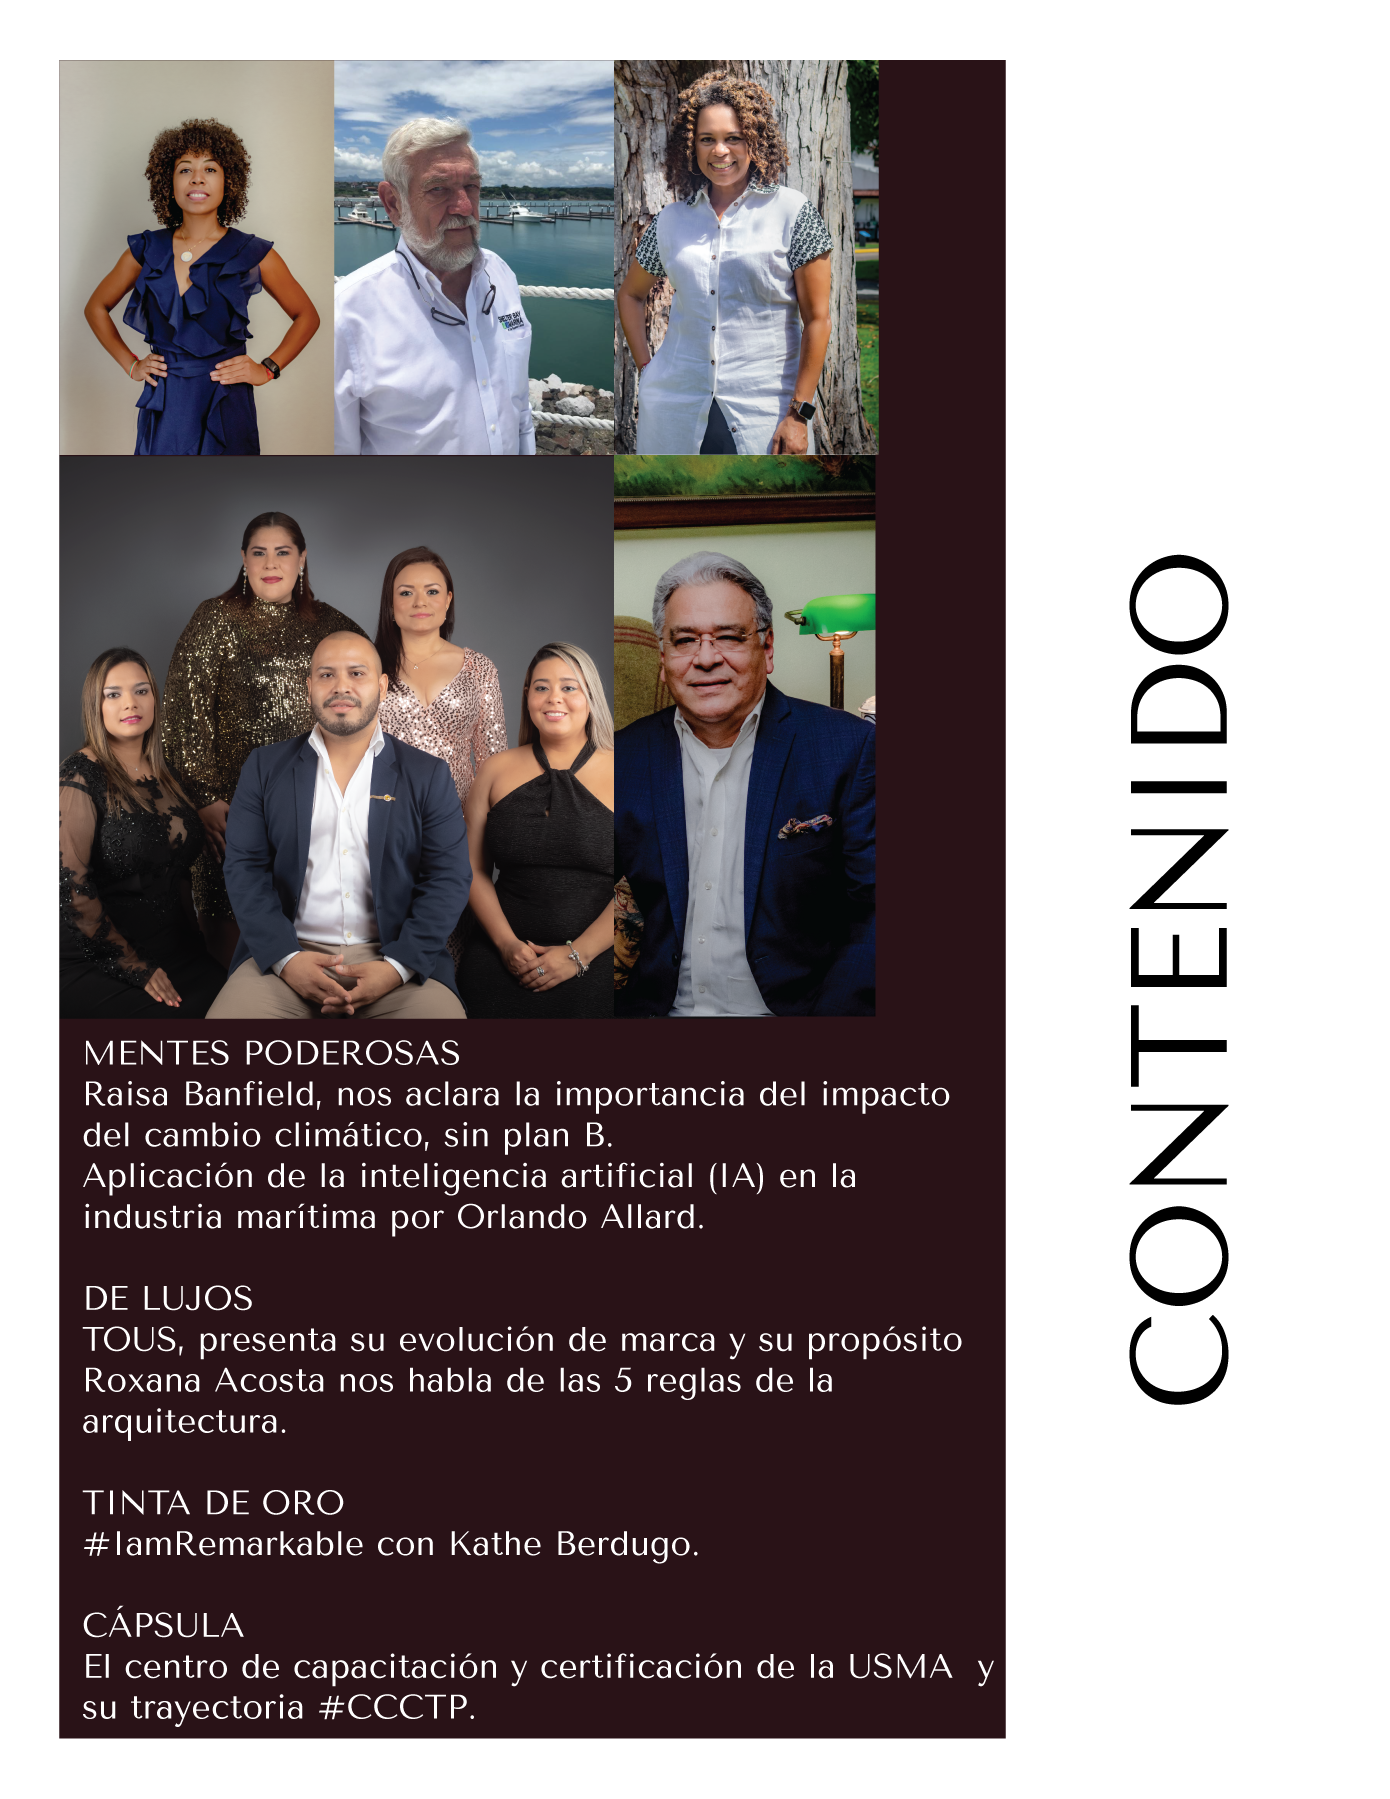 SHELTER BAY
MARINA
MENTES PODEROSAS
Raisa Banfield, nos aclara la importancia del impacto
del cambio climático, sin plan B.
Aplicación de la inteligencia artificial (IA) en la
industria marítima por Orlando Allard.
DE LUJOS
TOUS, presenta su evolución de marca y su propósito
Roxana Acosta nos habla de las 5 reglas de la
arquitectura.
TINTA DE ORO
#IamRemarkable con Kathe Berdugo.
CÁPSULA
El centro de capacitación y certificación de la USMA  y
su trayectoria #CCCTP.
CONTENIDO